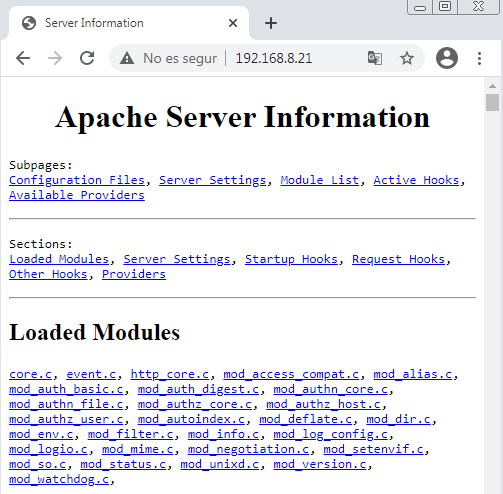 Server Information
No es segur
192.168.8.21
Apache Server Information
Subpages:
Configuration Files, Server Settings, Module List, Active Hooks,
Available Providers
Sections:
Loaded Modules, Server Settings, Startup Hooks, Request Hooks,
Other Hooks, Providers
Loaded Modules
core.c, event.c, http_core.c, mod_access_compat.c, mod_alias.c,
mod_auth_basic.c, mod_auth_digest.c, mod_authn_core.c,
mod_authn_file.c, mod_authz_core.c, mod_authz_host.c,
mod_authz_user.c, mod_autoindex.c, mod_deflate.c, mod_dir.c,
mod_env.c, mod_filter.c, mod_info.c, mod_log_config.c,
mod_logio.c, mod_mime.c, mod_negotiation.c, mod_setenvif.c,
mod_so.c, mod_status.c, mod_unixd.c, mod_version.c,
mod_watchdog.c,